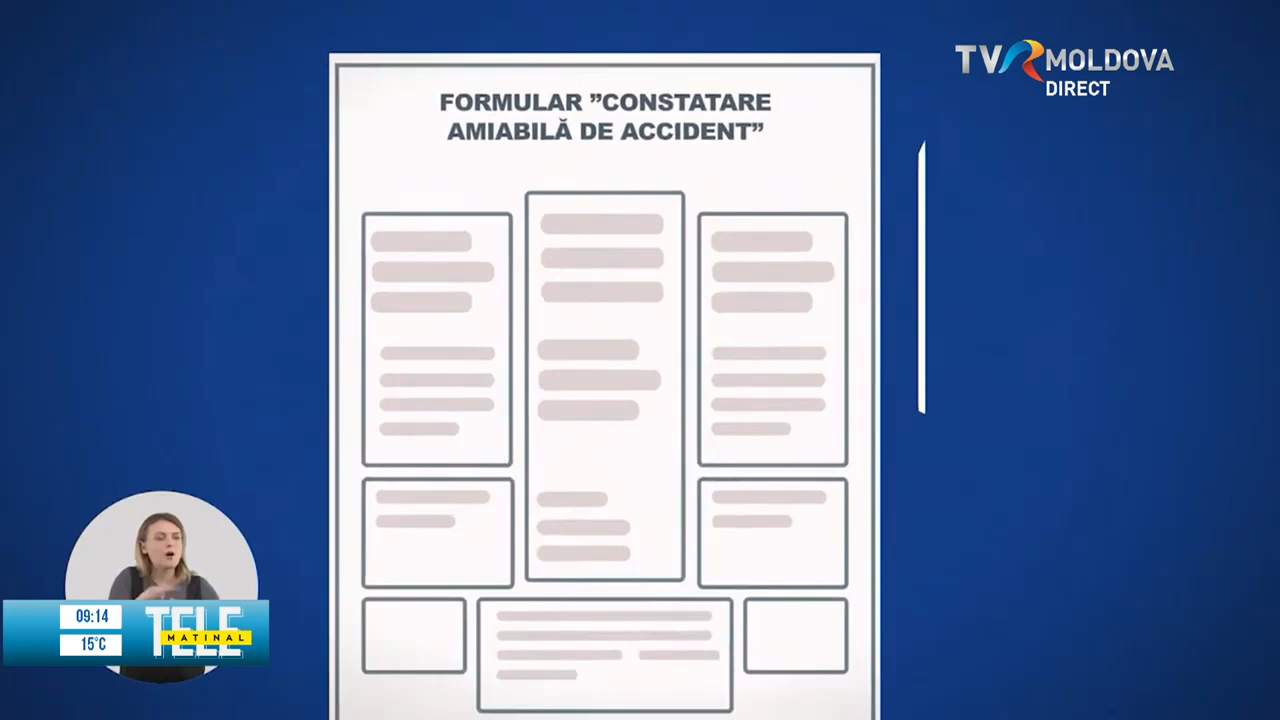 TVR MOLDOVA
DIRECT
FORMULAR ”CONSTATARE
AMIABILĂ DE ACCIDENT”
09:14
15°C
TELE
MATINAL